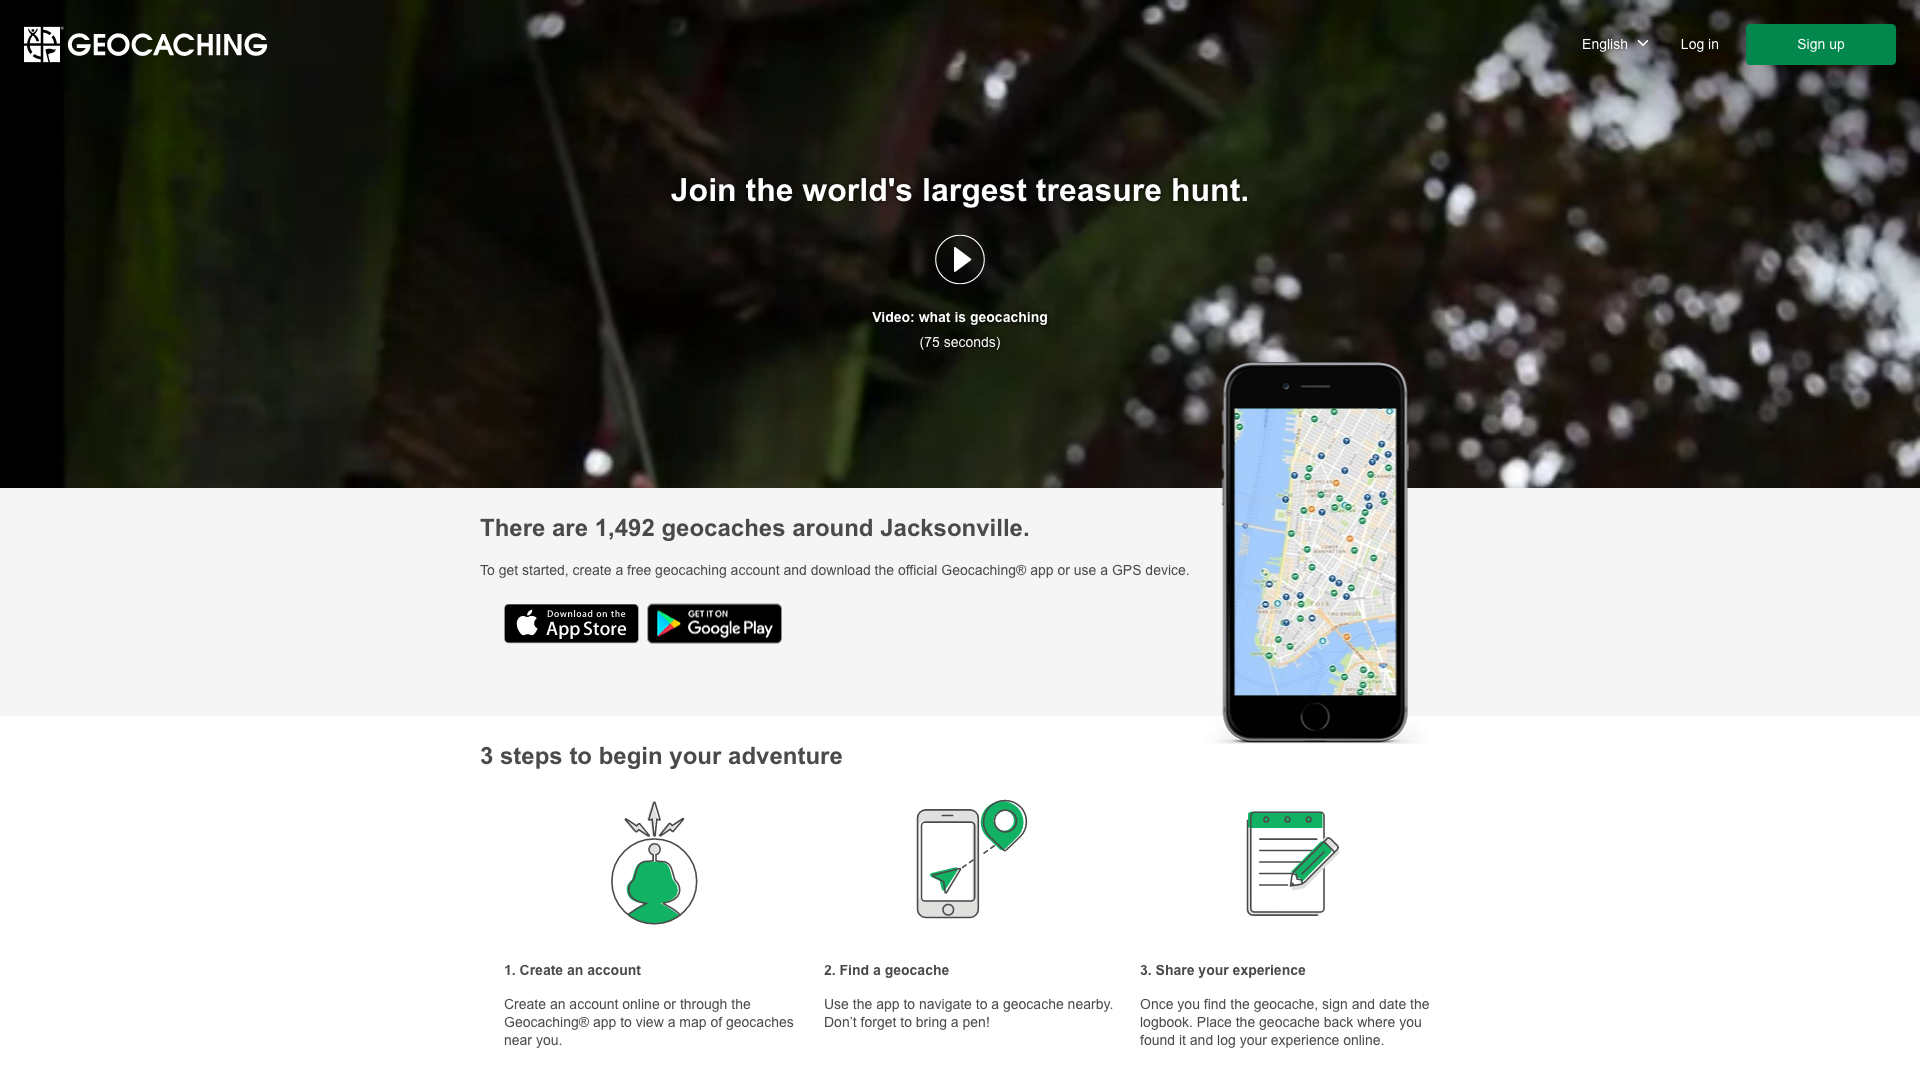 GEOCACHING
English
Log in
Sign up
Join the world's largest treasure hunt.
Video: what is geocaching
(75 seconds)
There are 1,492 geocaches around Jacksonville.
To get started, create a free geocaching account and download the official Geocaching® app or use a GPS device.
Download on the
App Store
GET IT ON
Google Play
3 steps to begin your adventure
1. Create an account
Create an account online or through the
Geocaching® app to view a map of geocaches
near you.
2. Find a geocache
Use the app to navigate to a geocache nearby.
Don’t forget to bring a pen!
3. Share your experience
Once you find the geocache, sign and date the
logbook. Place the geocache back where you
found it and log your experience online.